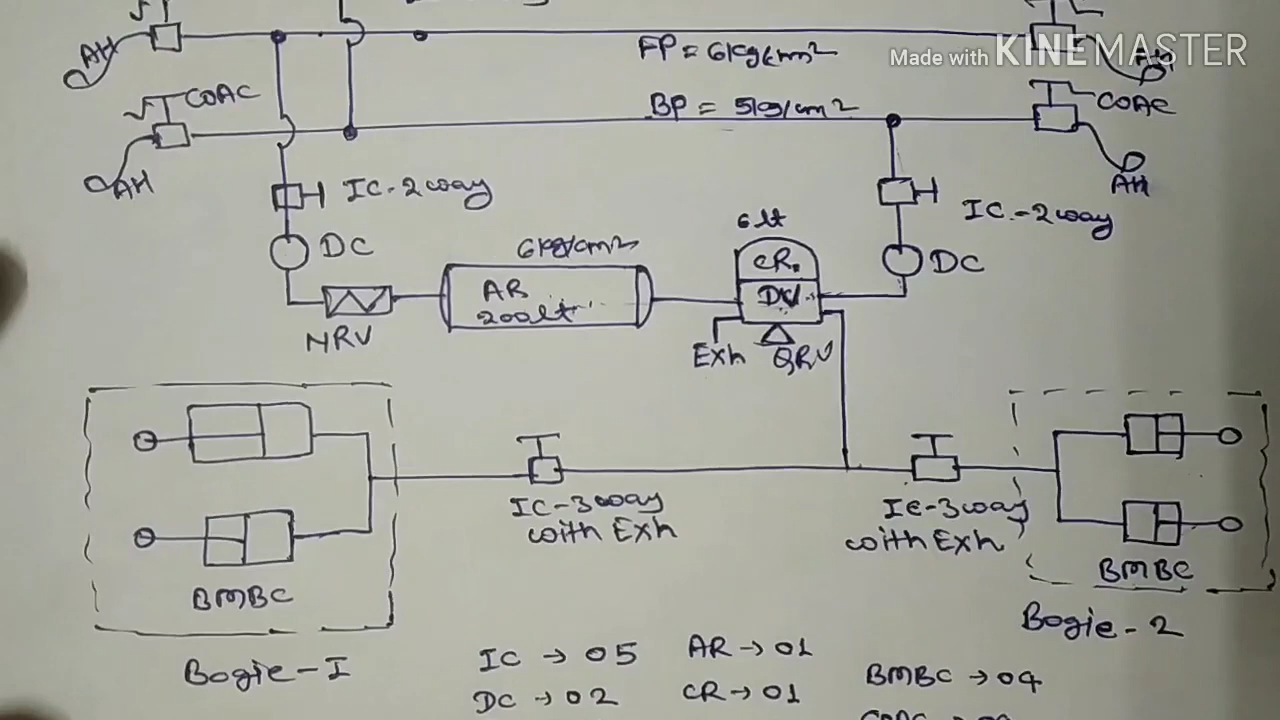 Made with KINEMASTER
AH
FP = 6kg/cm²
AH
COAC
BP = 5kg/cm²
COAC
AH
AH
IC-2way
IC-2way
DC
6kg/cm²
6lt
CR
DC
AR
200lt
DV
NRV
Exh
QRV
IC-3way
with Exh
IC-3way
with Exh
BMBC
BMBC
Bogie-I
Bogie-2
IC → 05
AR → 01
BMBC → 04
DC → 02
CR → 01